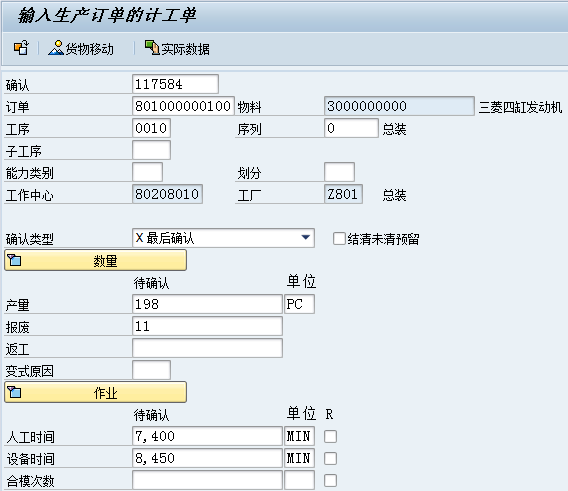 输入生产订单的计工单
货物移动 实际数据
确认 117584
订单 801000000100 物料 3000000000 三菱四缸发动机
工序 0010 序列 0 总装
子工序
能力类别 划分
工作中心 80208010 工厂 Z801 总装
确认类型 X 最后确认 结清未清预留
数量
待确认 单位
产量 198 PC
报废 11
返工
变式原因
作业
待确认 单位 R
人工时间 7,400 MIN
设备时间 8,450 MIN
合模次数